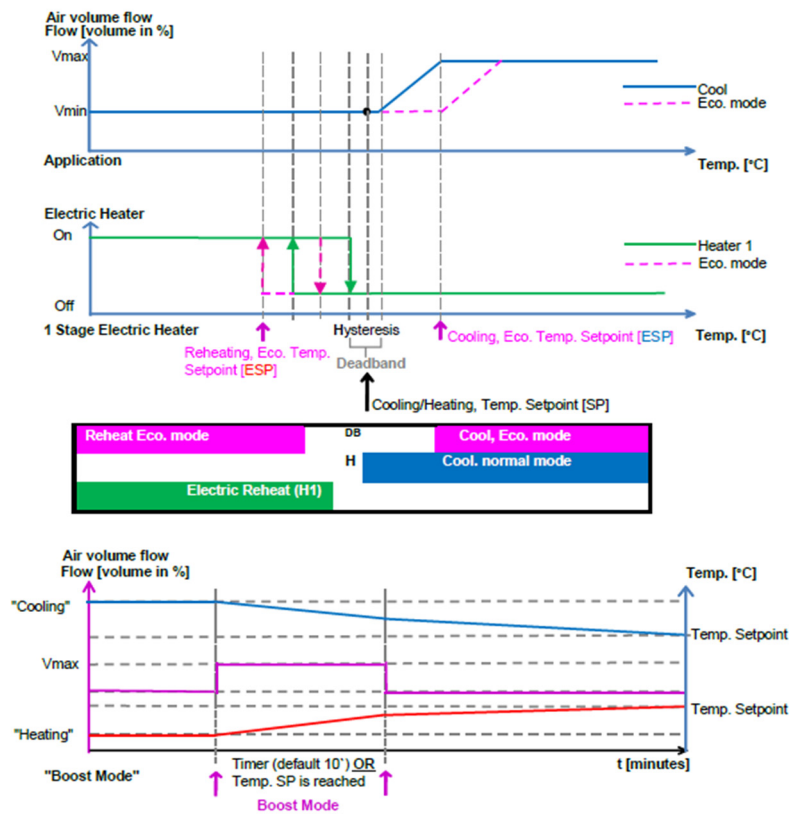 Air volume flow
Flow [volume in %]
Vmax
Cool
Eco. mode
Vmin
Application
Temp. [°C]
Electric Heater
On
Heater 1
Eco. mode
Off
1 Stage Electric Heater
Hysteresis
Cooling, Eco. Temp. Setpoint [ESP]
Temp. [°C]
Reheating, Eco. Temp.
Setpoint [ESP]
Deadband
Cooling/Heating, Temp. Setpoint [SP]
Reheat Eco. mode
DB
Cool, Eco. mode
H
Cool. normal mode
Electric Reheat (H1)
Air volume flow
Flow [volume in %]
Temp. [°C]
"Cooling"
Temp. Setpoint
Vmax
Temp. Setpoint
"Heating"
"Boost Mode"
Timer (default 10`) OR
Temp. SP is reached
t [minutes]
Boost Mode